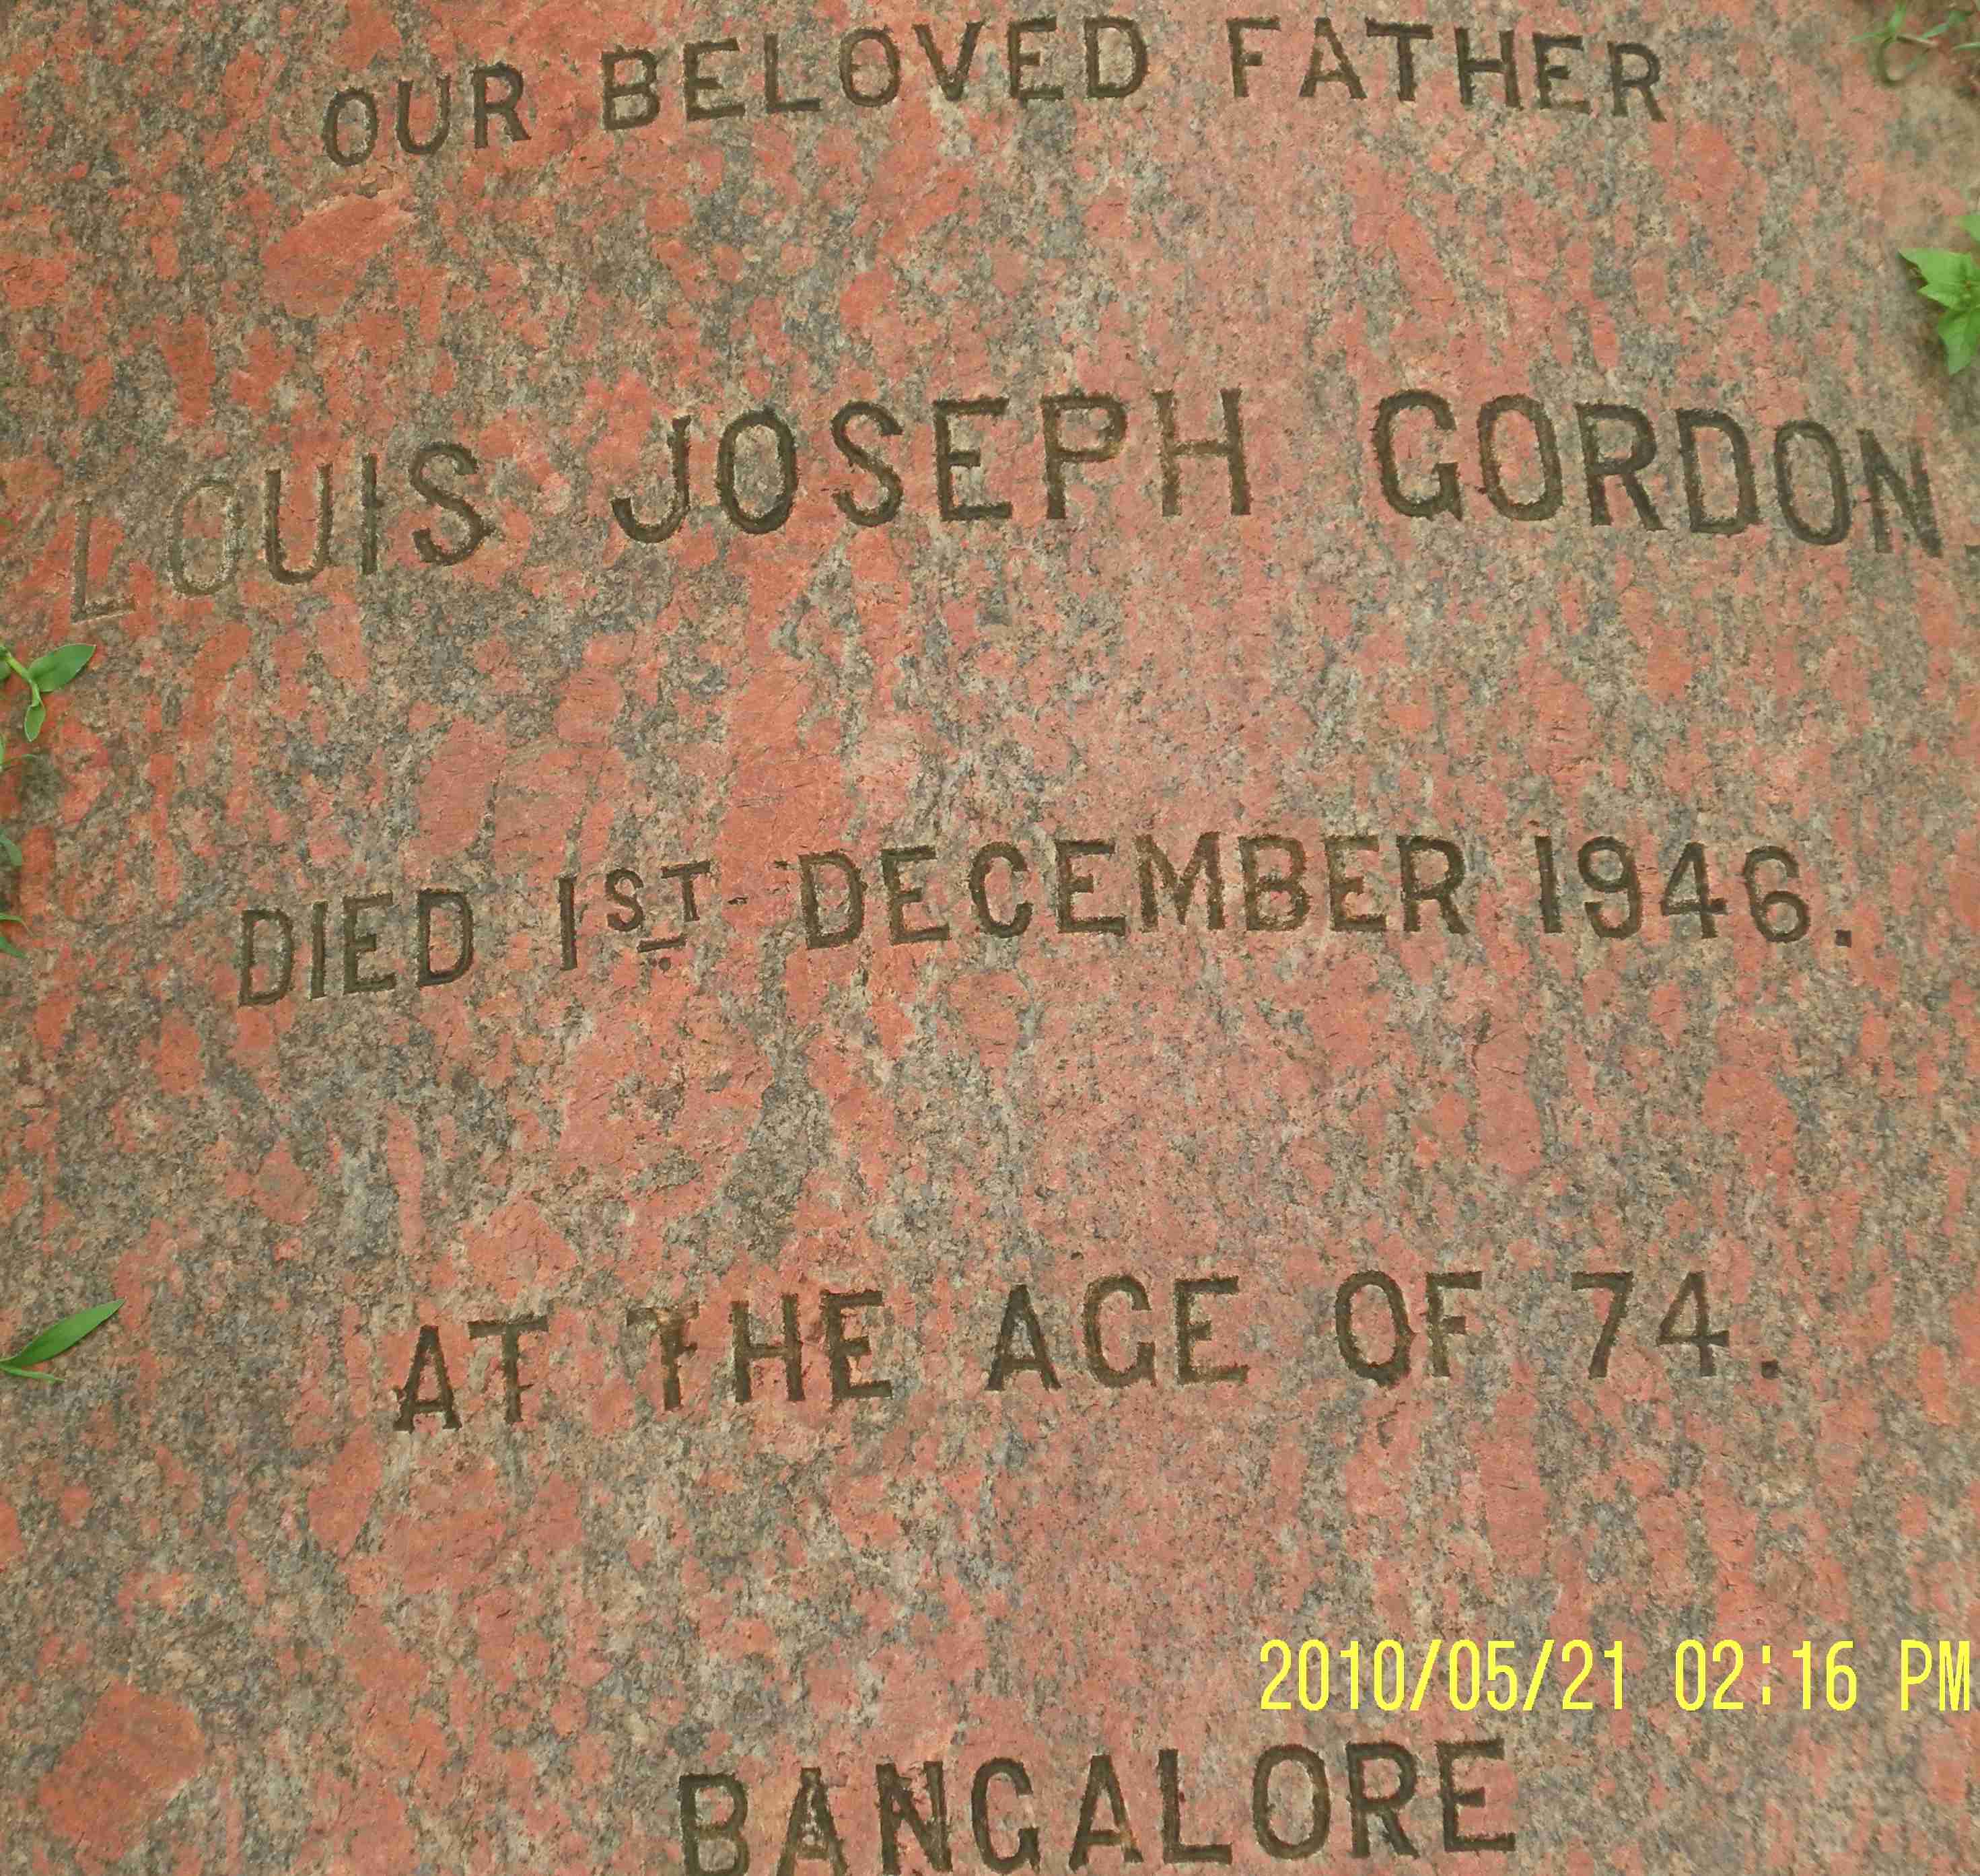 OUR BELOVED FATHER
LOUIS JOSEPH GORDON.
DIED 1ST DECEMBER 1946.
AT THE AGE OF 74.
2010/05/21 02:16 PM
BANGALORE